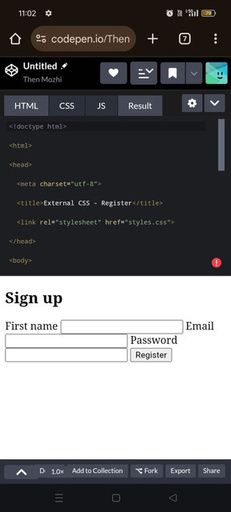 11:02
codepen.io/Then
7
Untitled
Then Mozhi
HTML CSS JS Result
<!doctype html>
<html>
<head>
<meta charset="utf-8">
<title>External CSS - Register</title>
<link rel="stylesheet" href="styles.css">
</head>
<body>
Sign up
First name Email
Password
Register
D 1.0× Add to Collection Fork Export Share